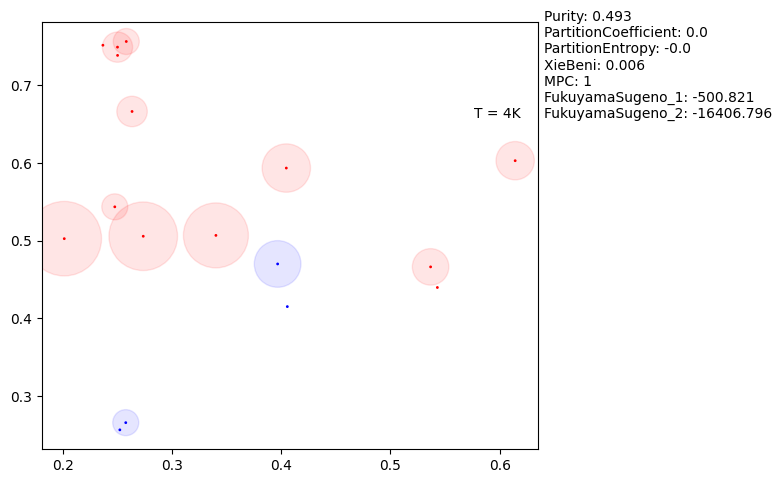 Purity: 0.493
PartitionCoefficient: 0.0
PartitionEntropy: -0.0
XieBeni: 0.006
MPC: 1
FukuyamaSugeno_1: -500.821
FukuyamaSugeno_2: -16406.796
T = 4K
0.7
0.6
0.5
0.4
0.3
0.2 0.3 0.4 0.5 0.6